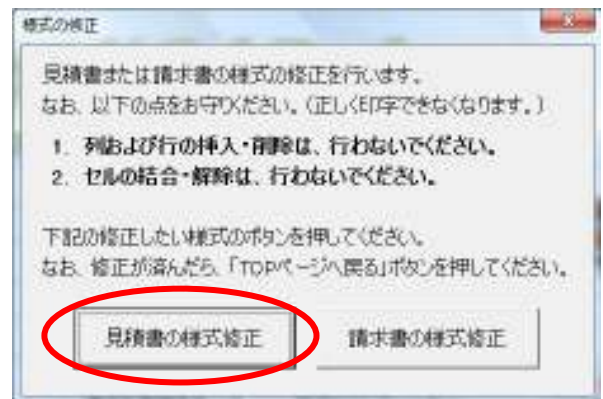 様式の修正
見積書または請求書の様式の修正を行います。
なお、以下の点をお守りください。（正しく印字できなくなります。）
1. 列および行の挿入・削除は、行わないでください。
2. セルの結合・解除は、行わないでください。
下記の修正したい様式のボタンを押してください。
なお、修正が済んだら、「TOPページへ戻る」ボタンを押してください。
見積書の様式修正
請求書の様式修正